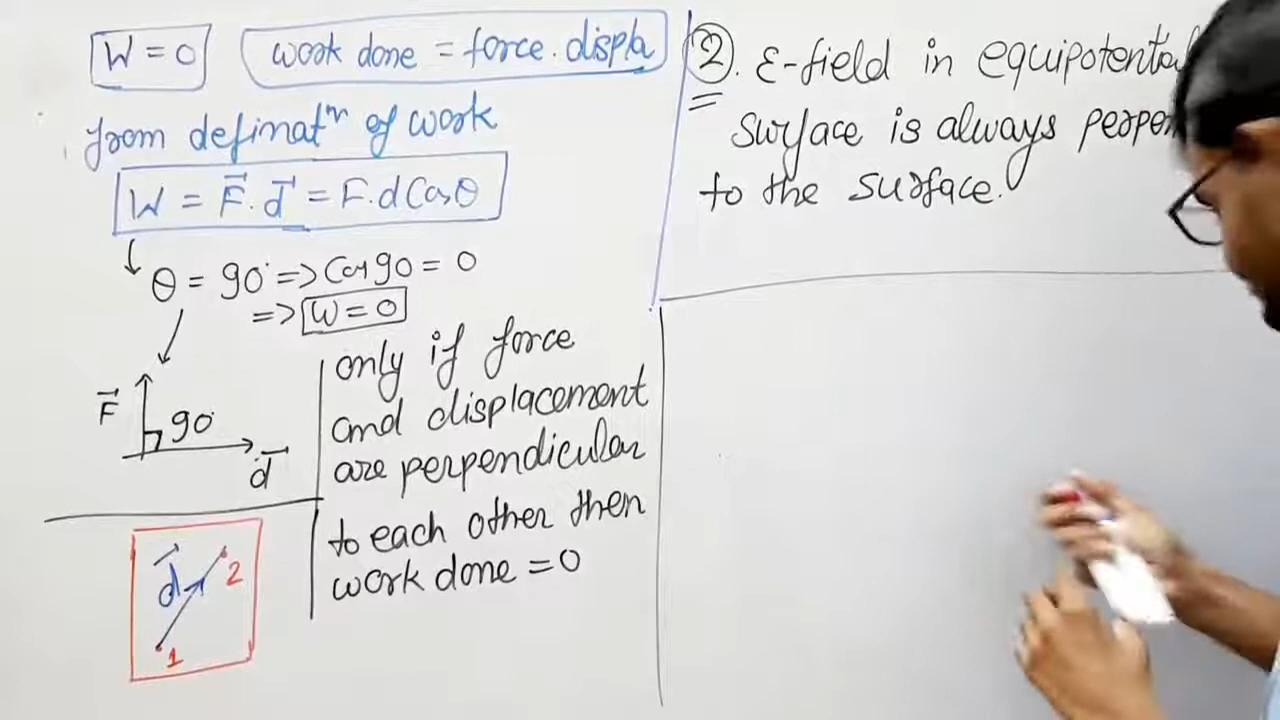 W = 0
work done = force . displa
from definatⁿ of work
W = F⃗ . d⃗ = F.d Cosθ
θ = 90° => Cos 90 = 0
=> W = 0
F⃗
90°
d⃗
only if force
and displacement
are perpendicular
to each other then
work done = 0
d⃗
2
1
2. E-field in equipotential
surface is always perpen
to the surface.